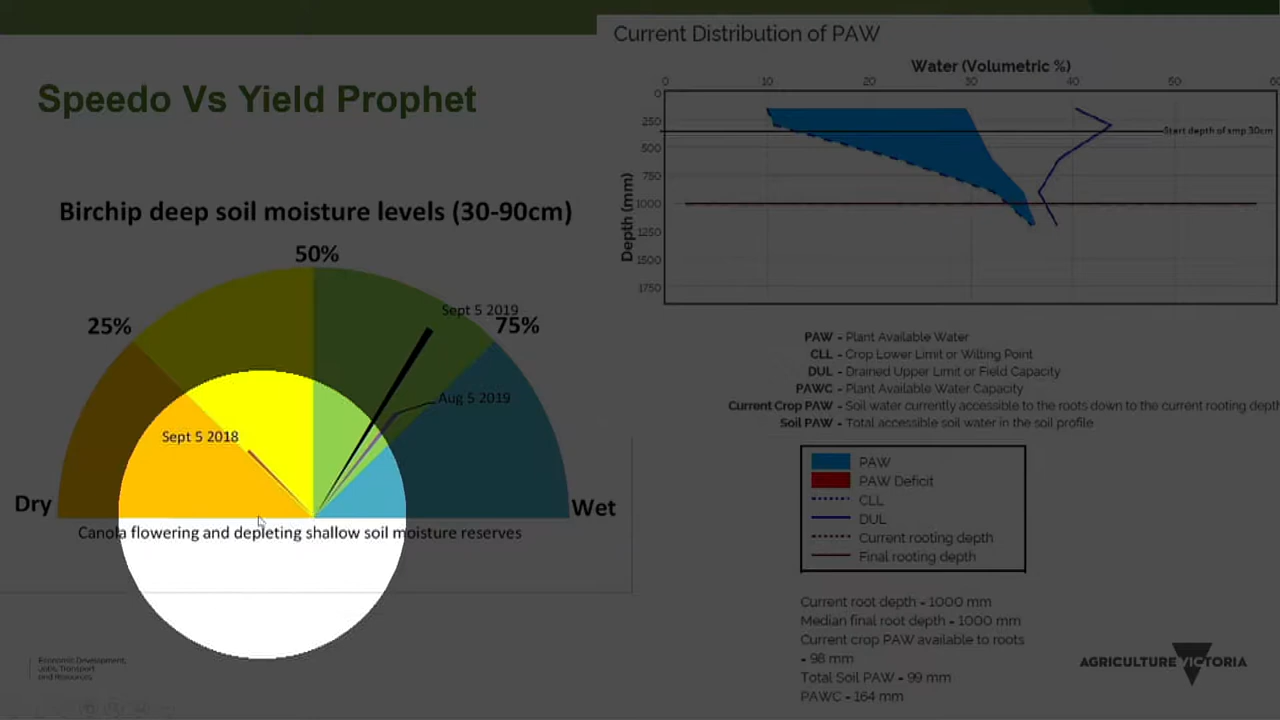 Speedo Vs Yield Prophet
Birchip deep soil moisture levels (30-90cm)
50%
25%
75%
Sept 5 2019
Aug 5 2019
Sept 5 2018
Dry
Wet
Canola flowering and depleting shallow soil moisture reserves
Economic Development,
Jobs, Transport
and Resources
Current Distribution of PAW
Water (Volumetric %)
0 10 20 30 40 50 60
Depth (mm)
0
250
500
750
1000
1250
1500
1750
Start depth of smp 30cm
PAW = Plant Available Water
CLL = Crop Lower Limit or Wilting Point
DUL = Drained Upper Limit or Field Capacity
PAWC = Plant Available Water Capacity
Current Crop PAW = Soil water currently accessible to the roots down to the current rooting depth
Soil PAW = Total accessible soil water in the soil profile
PAW
PAW Deficit
CLL
DUL
Current rooting depth
Final rooting depth
Current root depth = 1000 mm
Median final root depth = 1000 mm
Current crop PAW available to roots
= 98 mm
Total Soil PAW = 99 mm
PAWC = 164 mm
AGRICULTURE VICTORIA